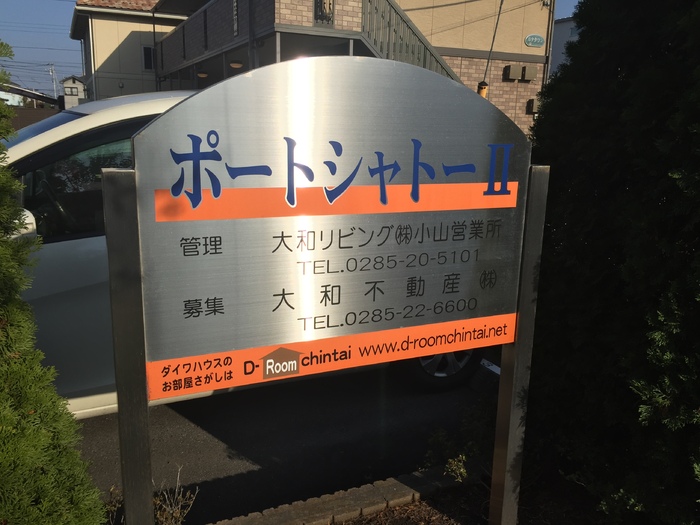 ポートシャトーII
管理 大和リビング㈱小山営業所
TEL.0285-20-5101
募集 大和不動産㈱
TEL.0285-22-6600
ダイワハウスの
お部屋さがしは D-Room chintai www.d-roomchintai.net